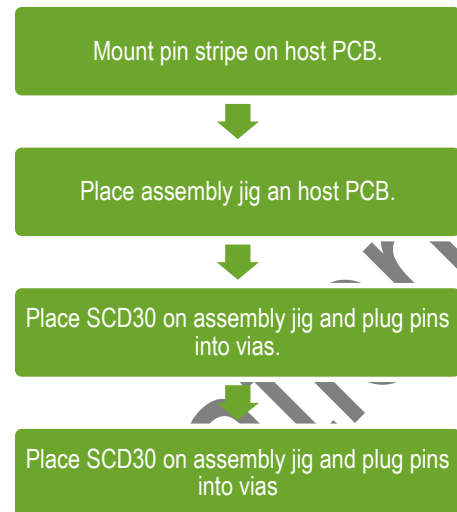 Mount pin stripe on host PCB.
Place assembly jig an host PCB.
Place SCD30 on assembly jig and plug pins
into vias.
Place SCD30 on assembly jig and plug pins
into vias